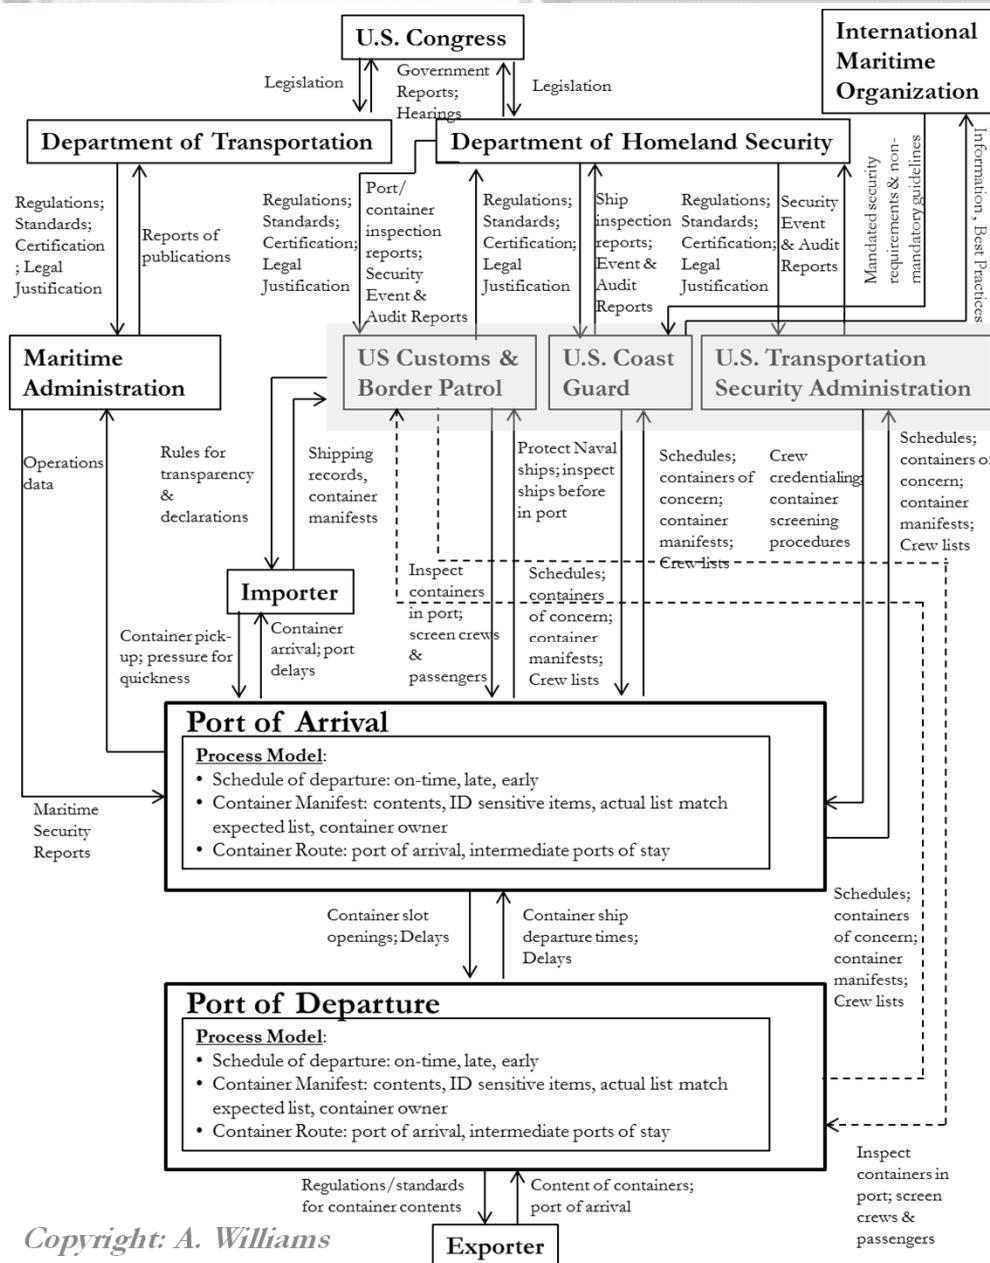 U.S. Congress
International
Maritime
Organization
Legislation
Government
Reports;
Hearings
Legislation
Department of Transportation
Department of Homeland Security
Regulations;
Standards;
Certification
; Legal
Justification
Reports of
publications
Regulations;
Standards;
Certification;
Legal
Justification
Port/
container
inspection
reports;
Security
Event &
Audit Reports
Regulations;
Standards;
Certification;
Legal
Justification
Ship
inspection
reports;
Event &
Audit
Reports
Regulations;
Standards;
Certification;
Legal
Justification
Security
Event
& Audit
Reports
Mandated security
requirements & non-
mandatory guidelines
Information , Best Practices
Maritime
Administration
US Customs &
Border Patrol
U.S. Coast
Guard
U.S. Transportation
Security Administration
Operations
data
Rules for
transparency
&
declarations
Shipping
records,
container
manifests
Protect Naval
ships; inspect
ships before
in port
Schedules;
containers of
concern;
container
manifests;
Crew lists
Crew
credentialing;
container
screening
procedures
Schedules;
containers of
concern;
container
manifests;
Crew lists
Importer
Inspect
containers
in port;
screen crews
&
passengers
Schedules;
containers
of concern;
container
manifests;
Crew lists
Container pick-
up; pressure for
quickness
Container
arrival; port
delays
Port of Arrival
Process Model:
• Schedule of departure: on-time, late, early
• Container Manifest: contents, ID sensitive items, actual list match
expected list, container owner
• Container Route: port of arrival, intermediate ports of stay
Maritime
Security
Reports
Container slot
openings; Delays
Container ship
departure times;
Delays
Schedules;
containers
of concern;
container
manifests;
Crew lists
Port of Departure
Process Model:
• Schedule of departure: on-time, late, early
• Container Manifest: contents, ID sensitive items, actual list match
expected list, container owner
• Container Route: port of arrival, intermediate ports of stay
Inspect
containers in
port; screen
crews &
passengers
Regulations/standards
for container contents
Content of containers;
port of arrival
Exporter
Copyright: A. Williams